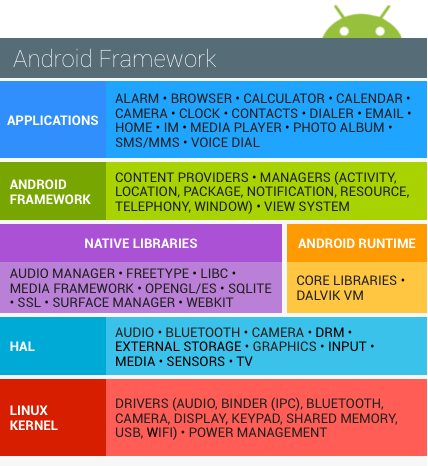 Android Framework
APPLICATIONS
ALARM • BROWSER • CALCULATOR • CALENDAR •
CAMERA • CLOCK • CONTACTS • DIALER • EMAIL •
HOME • IM • MEDIA PLAYER • PHOTO ALBUM •
SMS/MMS • VOICE DIAL
ANDROID
FRAMEWORK
CONTENT PROVIDERS • MANAGERS (ACTIVITY,
LOCATION, PACKAGE, NOTIFICATION, RESOURCE,
TELEPHONY, WINDOW) • VIEW SYSTEM
NATIVE LIBRARIES
AUDIO MANAGER • FREETYPE • LIBC •
MEDIA FRAMEWORK • OPENGL/ES • SQLITE
• SSL • SURFACE MANAGER • WEBKIT
ANDROID RUNTIME
CORE LIBRARIES •
DALVIK VM
HAL
AUDIO • BLUETOOTH • CAMERA • DRM •
EXTERNAL STORAGE • GRAPHICS • INPUT •
MEDIA • SENSORS • TV
LINUX
KERNEL
DRIVERS (AUDIO, BINDER (IPC), BLUETOOTH,
CAMERA, DISPLAY, KEYPAD, SHARED MEMORY,
USB, WIFI) • POWER MANAGEMENT